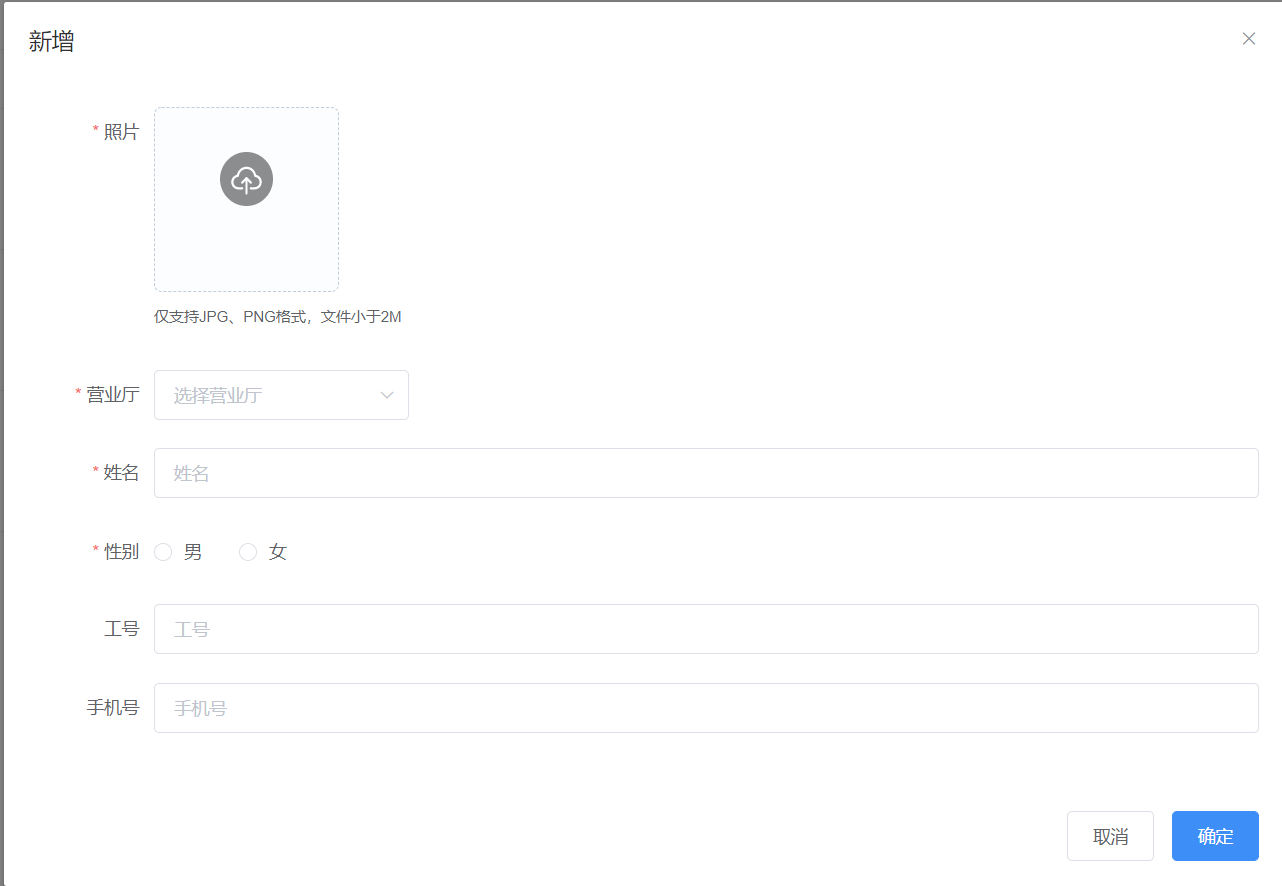 新增
* 照片
仅支持JPG、PNG格式，文件小于2M
* 营业厅 选择营业厅
* 姓名 姓名
* 性别 男 女
工号 工号
手机号 手机号
取消 确定